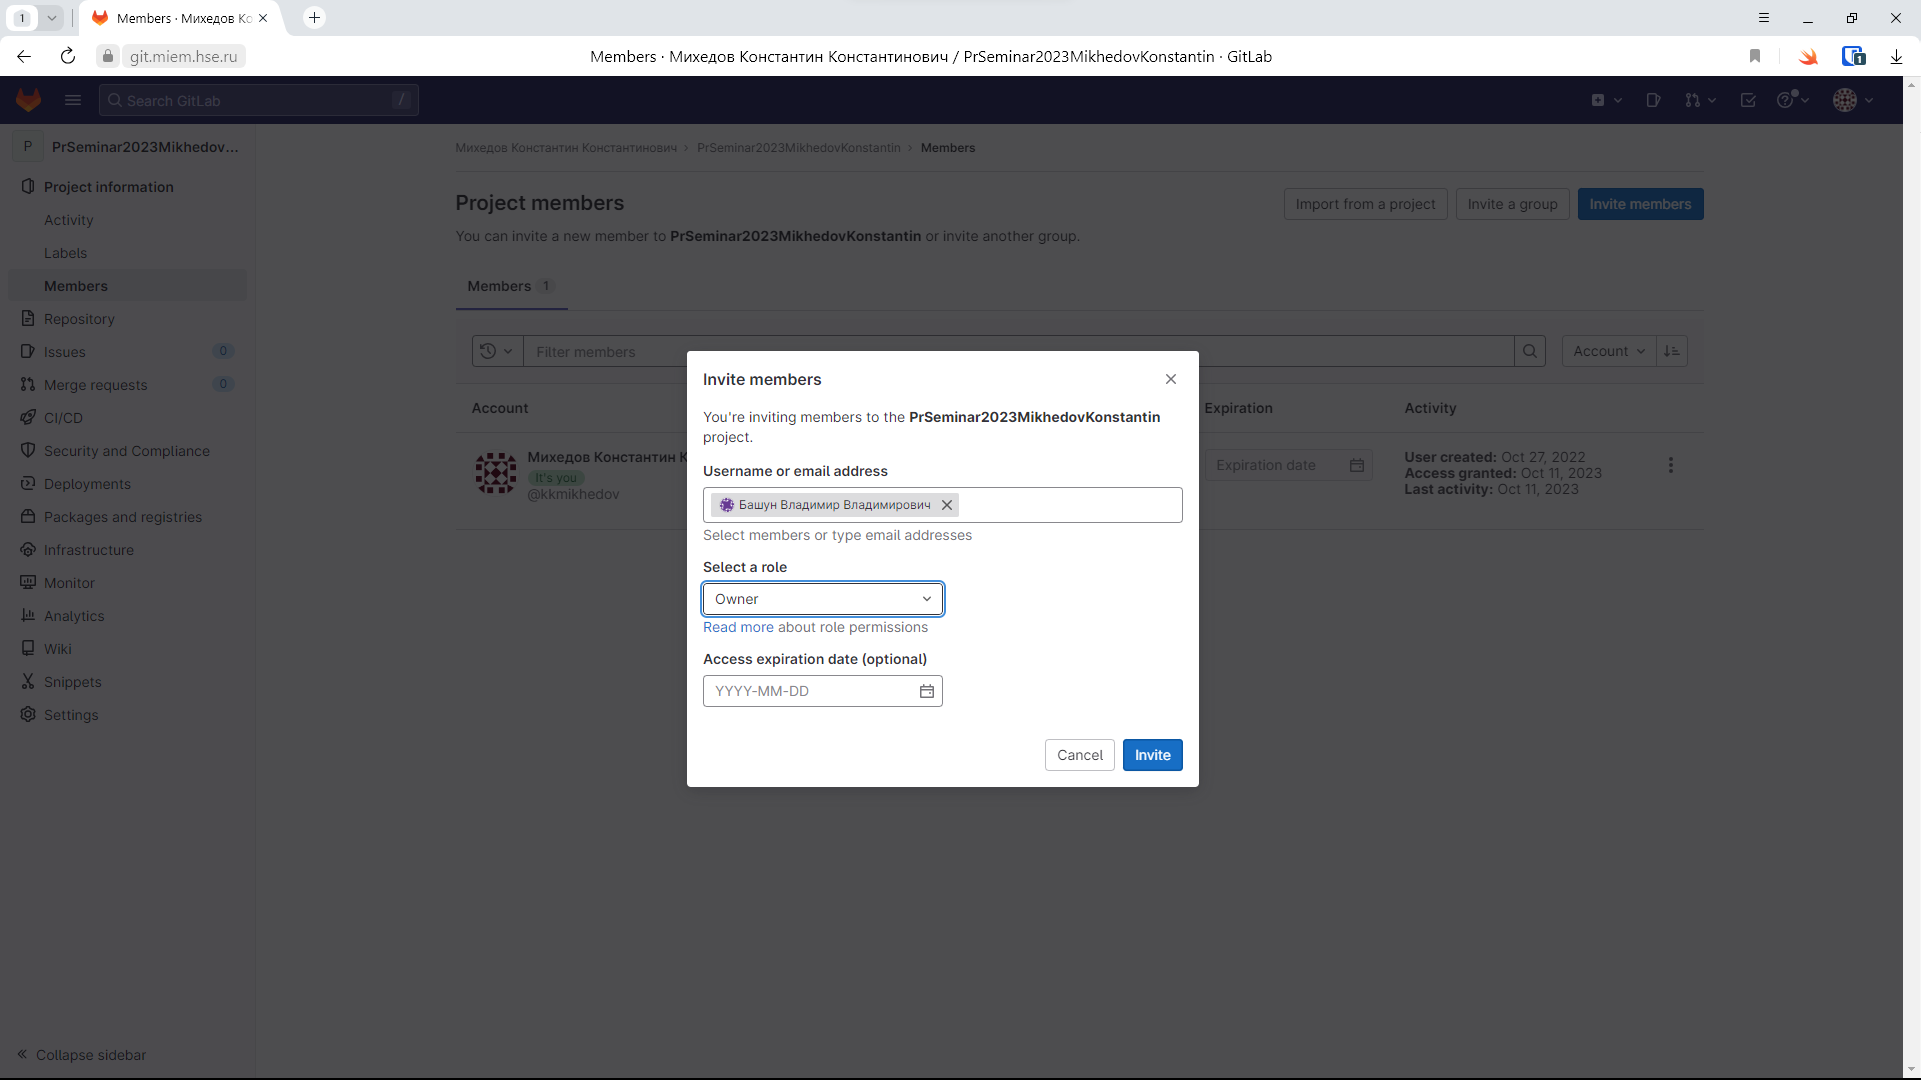 1
Members · Михедов Ко
git.miem.hse.ru
Members · Михедов Константин Константинович / PrSeminar2023MikhedovKonstantin · GitLab
1
Search GitLab
/
P
PrSeminar2023Mikhedov...
Project information
Activity
Labels
Members
Repository
Issues
0
Merge requests
0
CI/CD
Security and Compliance
Deployments
Packages and registries
Infrastructure
Monitor
Analytics
Wiki
Snippets
Settings
Collapse sidebar
Михедов Константин Константинович › PrSeminar2023MikhedovKonstantin › Members
Project members
Import from a project
Invite a group
Invite members
You can invite a new member to PrSeminar2023MikhedovKonstantin or invite another group.
Members 1
Filter members
Account
Account
Expiration
Activity
Михедов Константин К
It's you
@kkmikhedov
Expiration date
User created: Oct 27, 2022
Access granted: Oct 11, 2023
Last activity: Oct 11, 2023
Invite members
You're inviting members to the PrSeminar2023MikhedovKonstantin
project.
Username or email address
Башун Владимир Владимирович
Select members or type email addresses
Select a role
Owner
Read more about role permissions
Access expiration date (optional)
YYYY-MM-DD
Cancel
Invite